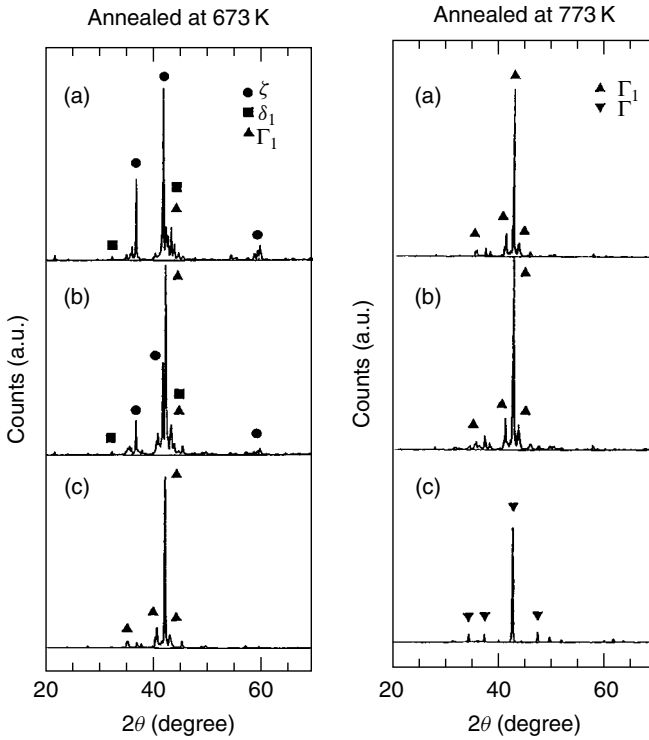 Annealed at 673 K
(a)
● ζ
■ δ₁
▲ Γ₁
(b)
(c)
Counts (a.u.)
20 40 60
2θ (degree)
Annealed at 773 K
(a)
▲ Γ₁
▼ Γ
(b)
(c)
Counts (a.u.)
20 40 60
2θ (degree)